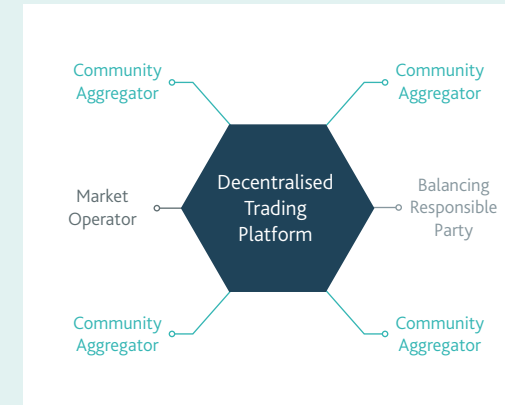 Community
Aggregator
Community
Aggregator
Decentralised
Trading
Platform
Market
Operator
Balancing
Responsible
Party
Community
Aggregator
Community
Aggregator